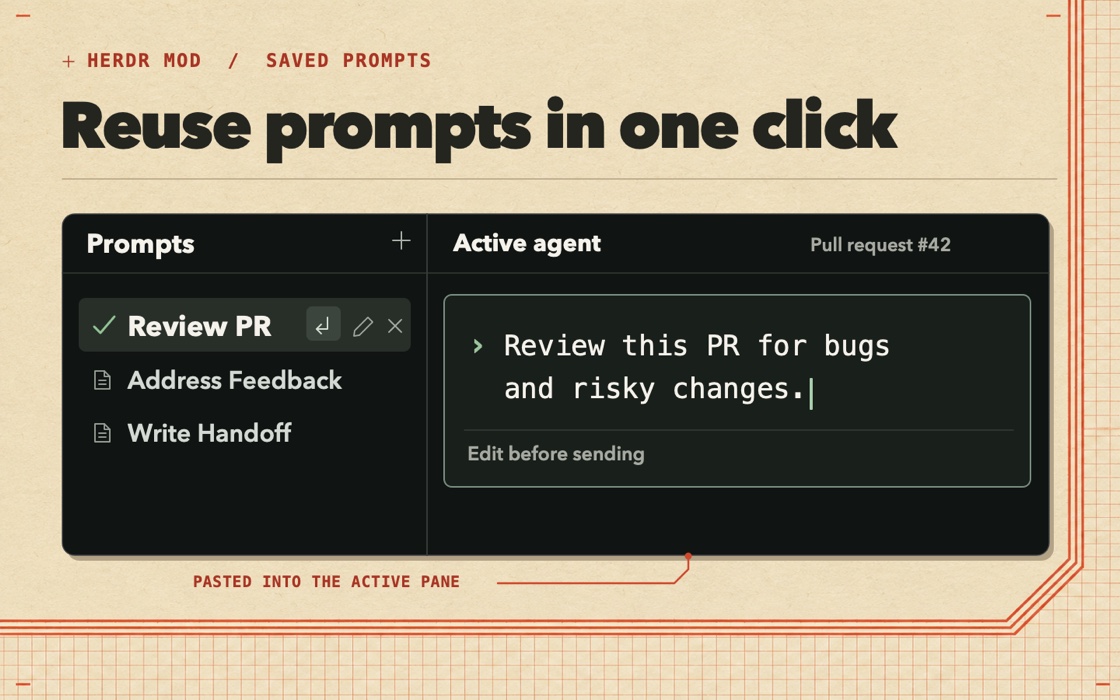 + HERDR MOD / SAVED PROMPTS
Reuse prompts in one click
Prompts +
Active agent
Pull request #42
Review PR
Address Feedback
Write Handoff
› Review this PR for bugs
and risky changes.
Edit before sending
PASTED INTO THE ACTIVE PANE